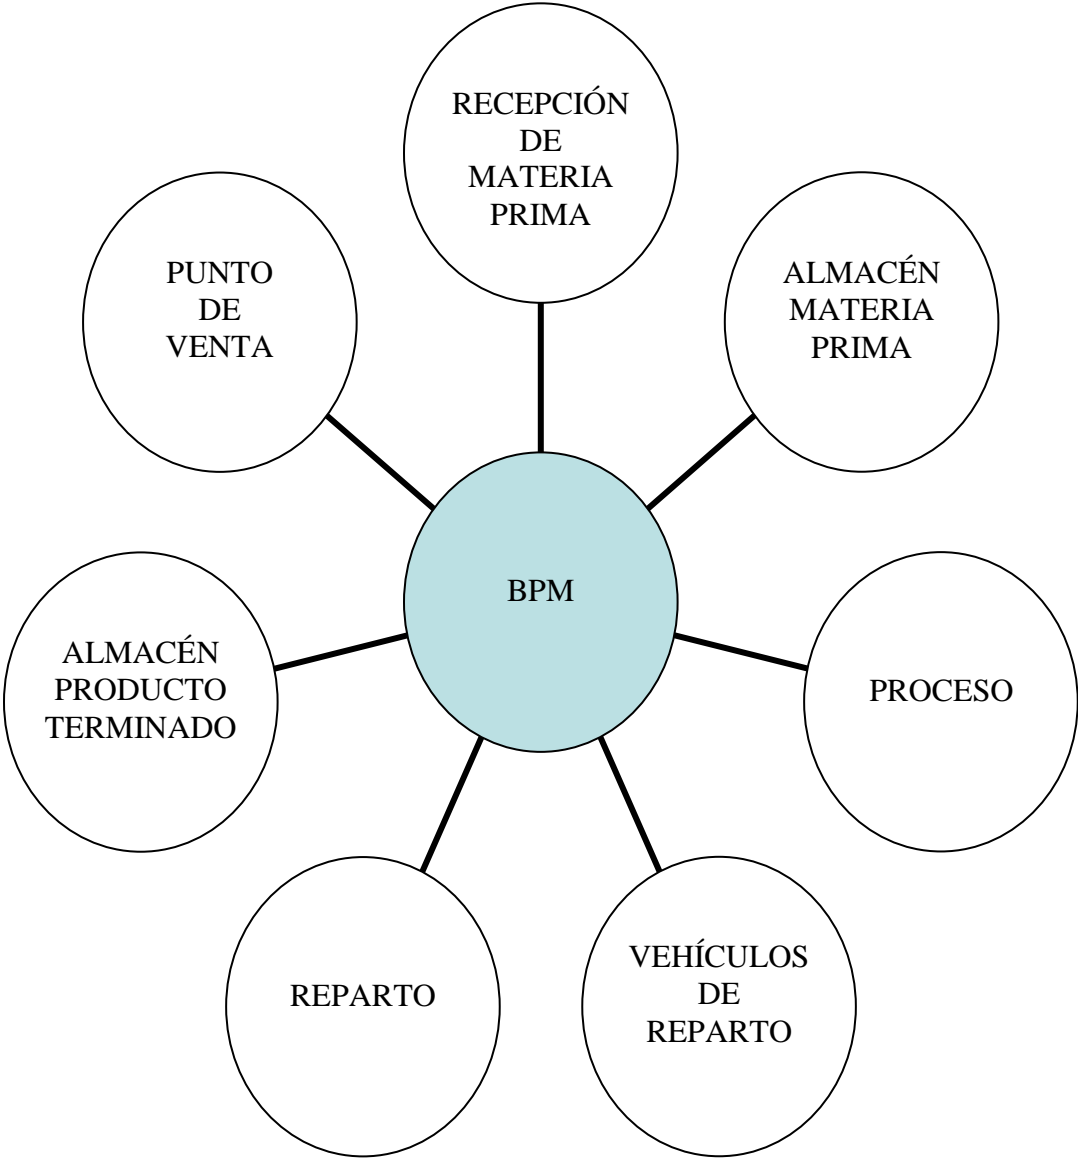 RECEPCIÓN
DE
MATERIA
PRIMA
ALMACÉN
MATERIA
PRIMA
PROCESO
VEHÍCULOS
DE
REPARTO
REPARTO
ALMACÉN
PRODUCTO
TERMINADO
PUNTO
DE
VENTA
BPM